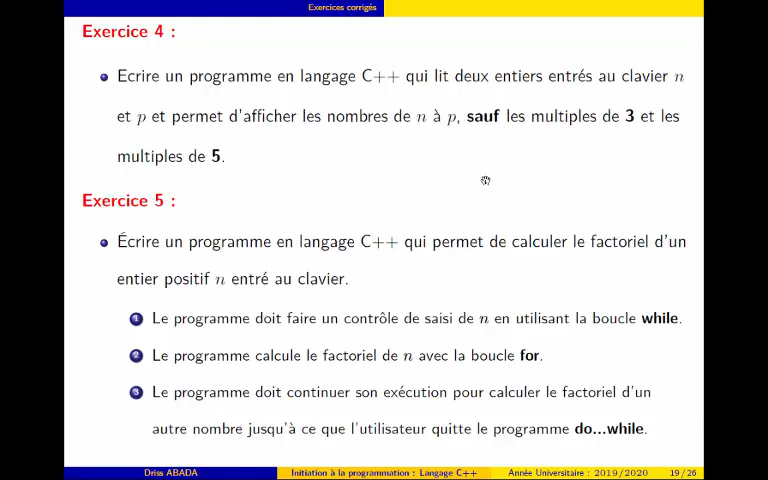 Exercices corrigés
Exercice 4 :
Ecrire un programme en langage C++ qui lit deux entiers entrés au clavier n
et p et permet d'afficher les nombres de n à p, sauf les multiples de 3 et les
multiples de 5.
Exercice 5 :
Écrire un programme en langage C++ qui permet de calculer le factoriel d'un
entier positif n entré au clavier.
1 Le programme doit faire un contrôle de saisi de n en utilisant la boucle while.
2 Le programme calcule le factoriel de n avec la boucle for.
3 Le programme doit continuer son exécution pour calculer le factoriel d'un
autre nombre jusqu'à ce que l'utilisateur quitte le programme do...while.
Driss ABADA Initiation à la programmation : Langage C++ Année Universitaire : 2019/2020 19/26